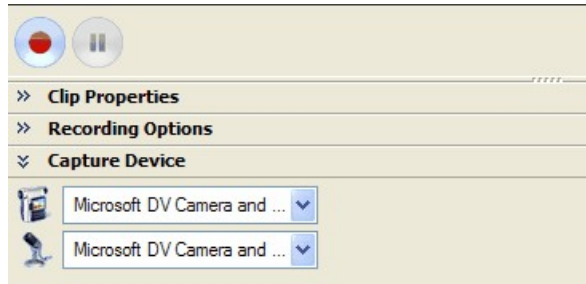 Clip Properties
Recording Options
Capture Device
Microsoft DV Camera and ...
Microsoft DV Camera and ...